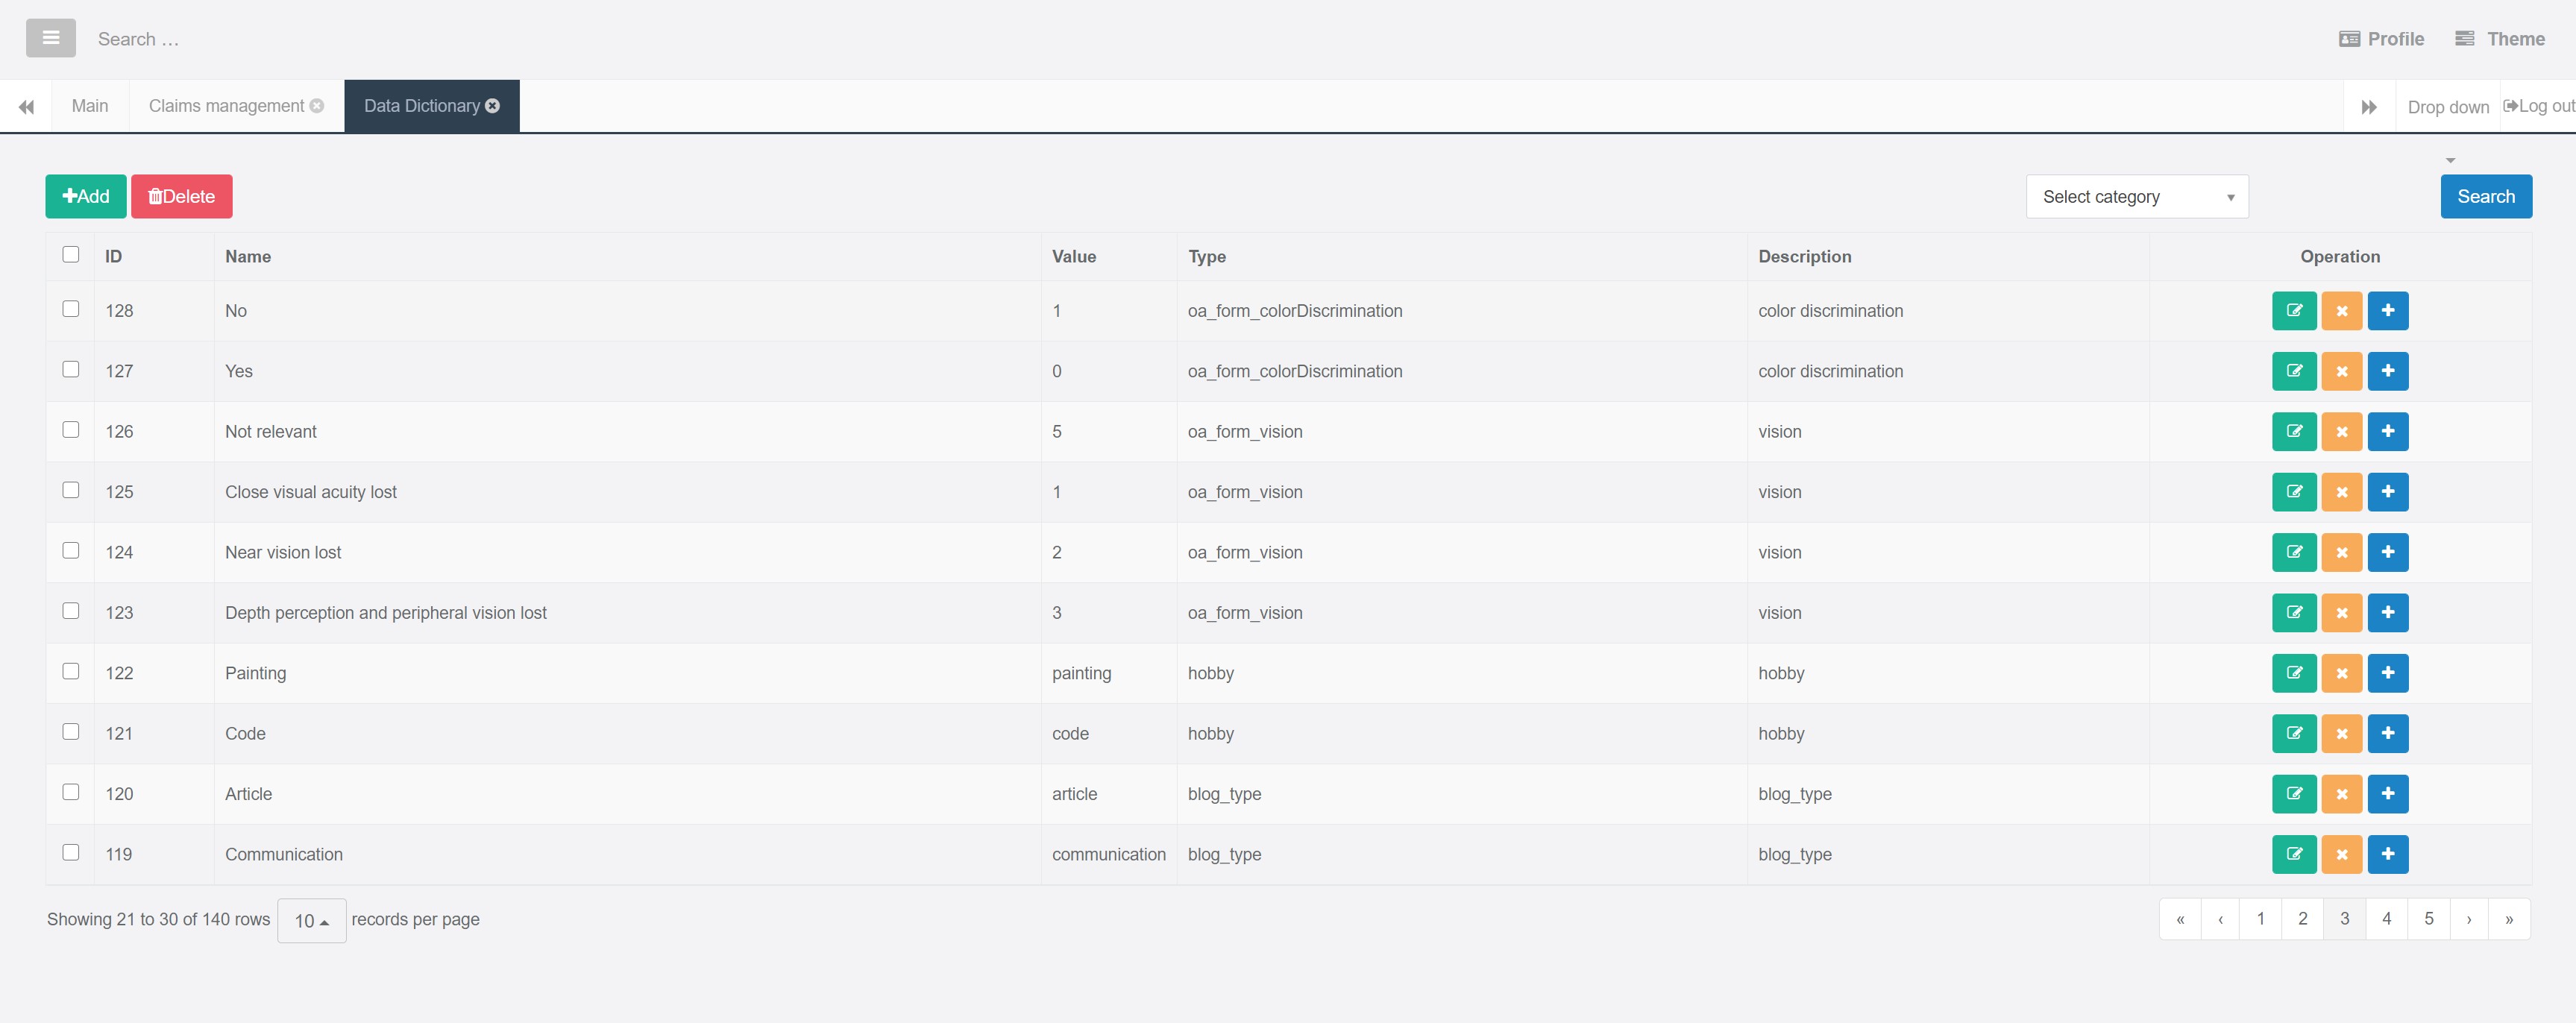 Search …
Profile
Theme
Main
Claims management
Data Dictionary
Drop down
Log out
Add
Delete
Select category
Search
ID Name Value Type Description Operation
128 No 1 oa_form_colorDiscrimination color discrimination
127 Yes 0 oa_form_colorDiscrimination color discrimination
126 Not relevant 5 oa_form_vision vision
125 Close visual acuity lost 1 oa_form_vision vision
124 Near vision lost 2 oa_form_vision vision
123 Depth perception and peripheral vision lost 3 oa_form_vision vision
122 Painting painting hobby hobby
121 Code code hobby hobby
120 Article article blog_type blog_type
119 Communication communication blog_type blog_type
Showing 21 to 30 of 140 rows 10 records per page
« ‹ 1 2 3 4 5 › »